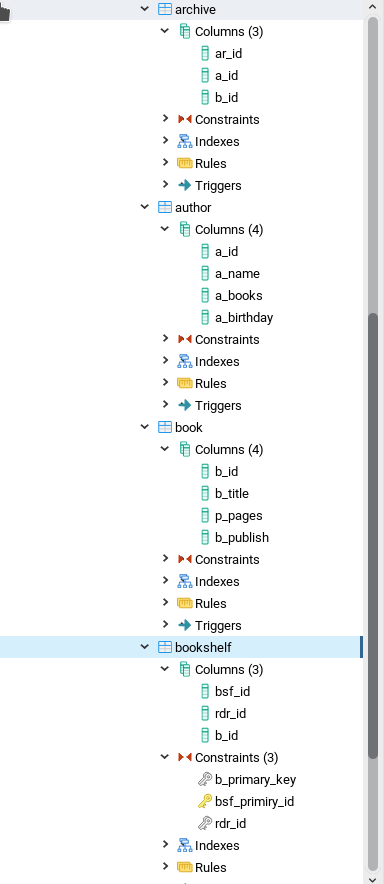 archive
Columns (3)
ar_id
a_id
b_id
Constraints
Indexes
Rules
Triggers
author
Columns (4)
a_id
a_name
a_books
a_birthday
Constraints
Indexes
Rules
Triggers
book
Columns (4)
b_id
b_title
p_pages
b_publish
Constraints
Indexes
Rules
Triggers
bookshelf
Columns (3)
bsf_id
rdr_id
b_id
Constraints (3)
b_primary_key
bsf_primiry_id
rdr_id
Indexes
Rules